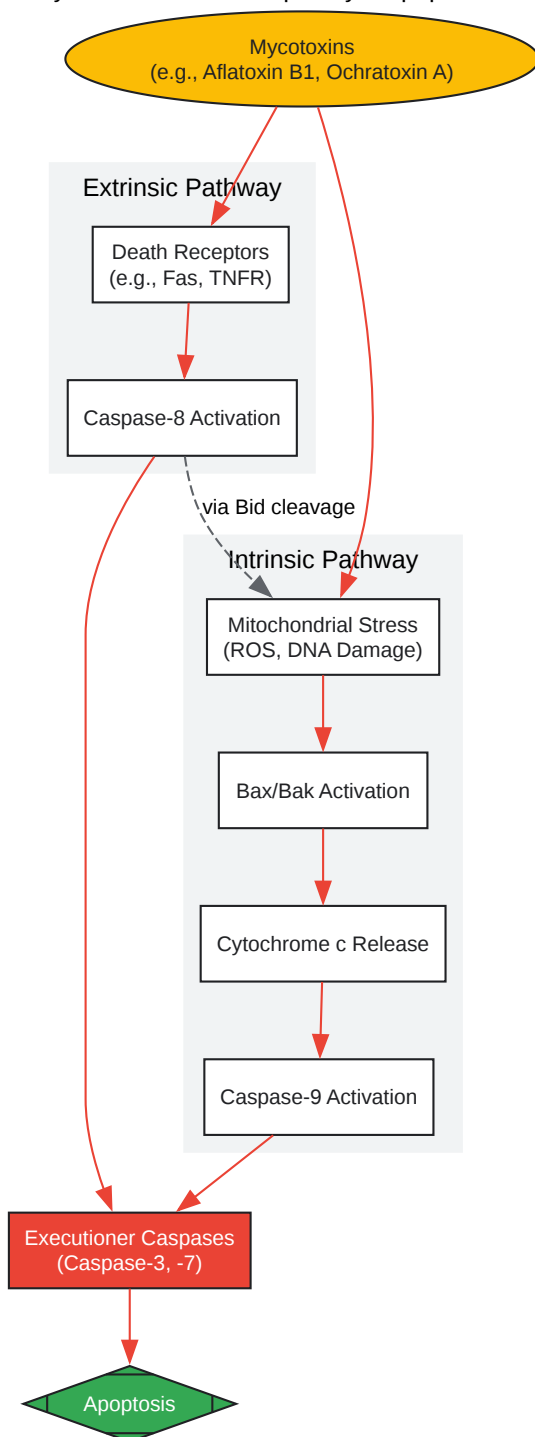 Mycotoxins
(e.g., Aflatoxin B1, Ochratoxin A)
Extrinsic Pathway
Death Receptors
(e.g., Fas, TNFR)
Caspase-8 Activation
via Bid cleavage
Intrinsic Pathway
Mitochondrial Stress
(ROS, DNA Damage)
Bax/Bak Activation
Cytochrome c Release
Caspase-9 Activation
Executioner Caspases
(Caspase-3, -7)
Apoptosis